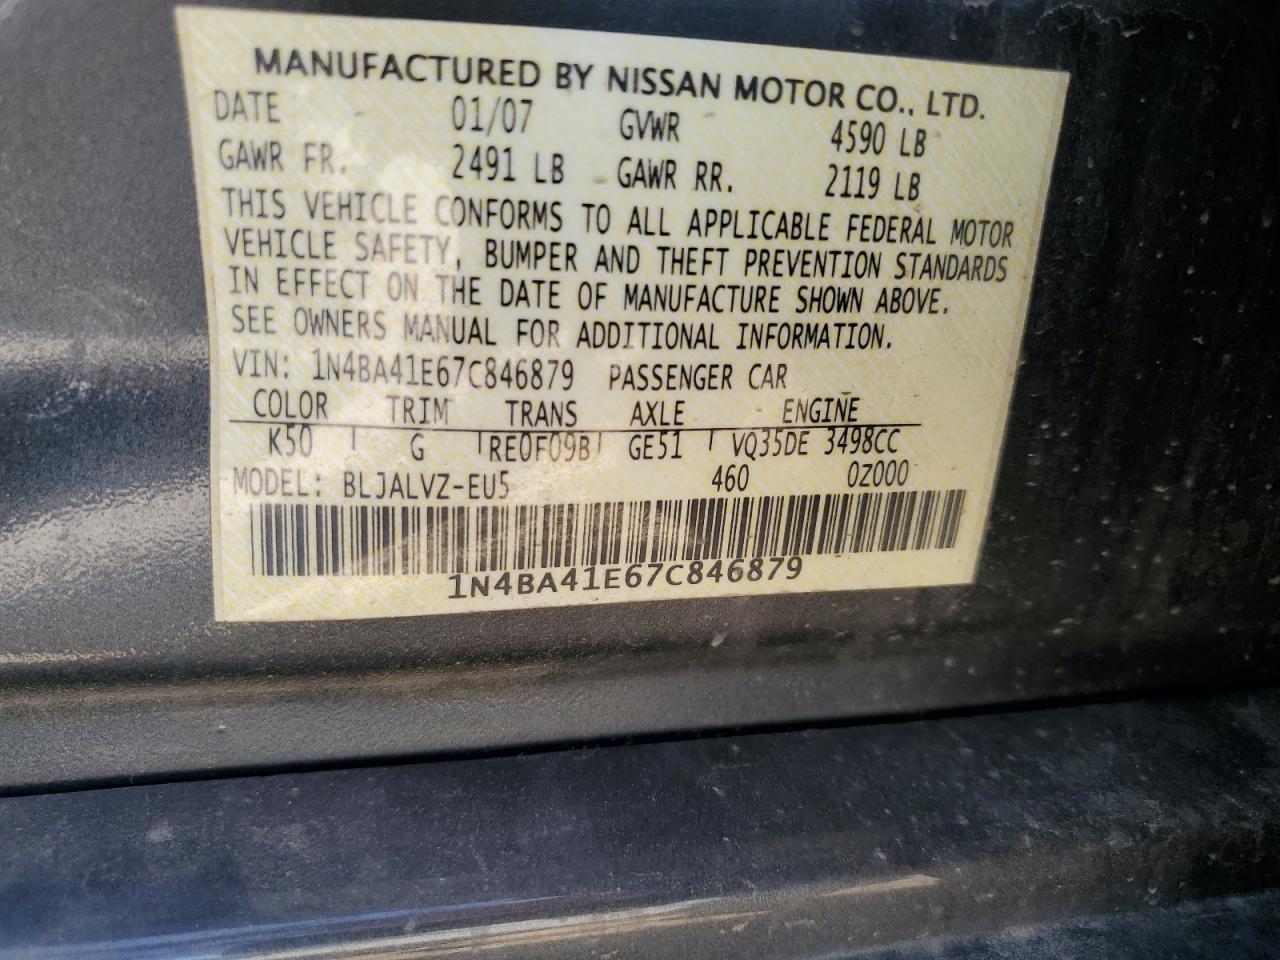 MANUFACTURED BY NISSAN MOTOR CO., LTD.
DATE 01/07 GVWR 4590 LB
GAWR FR. 2491 LB GAWR RR. 2119 LB
THIS VEHICLE CONFORMS TO ALL APPLICABLE FEDERAL MOTOR
VEHICLE SAFETY, BUMPER AND THEFT PREVENTION STANDARDS
IN EFFECT ON THE DATE OF MANUFACTURE SHOWN ABOVE.
SEE OWNERS MANUAL FOR ADDITIONAL INFORMATION.
VIN: 1N4BA41E67C846879 PASSENGER CAR
COLOR TRIM TRANS AXLE ENGINE
K50 G RE0F09B GE51 VQ35DE 3498CC
MODEL: BLJALVZ-EU5 460 0Z000
1N4BA41E67C846879